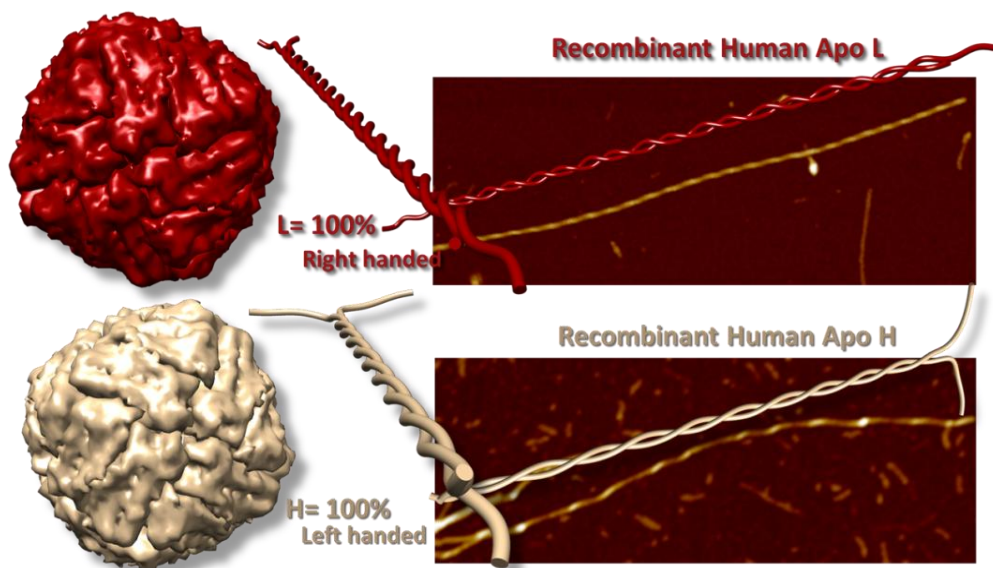 Recombinant Human Apo L
L= 100%
Right handed
Recombinant Human Apo H
H= 100%
Left handed